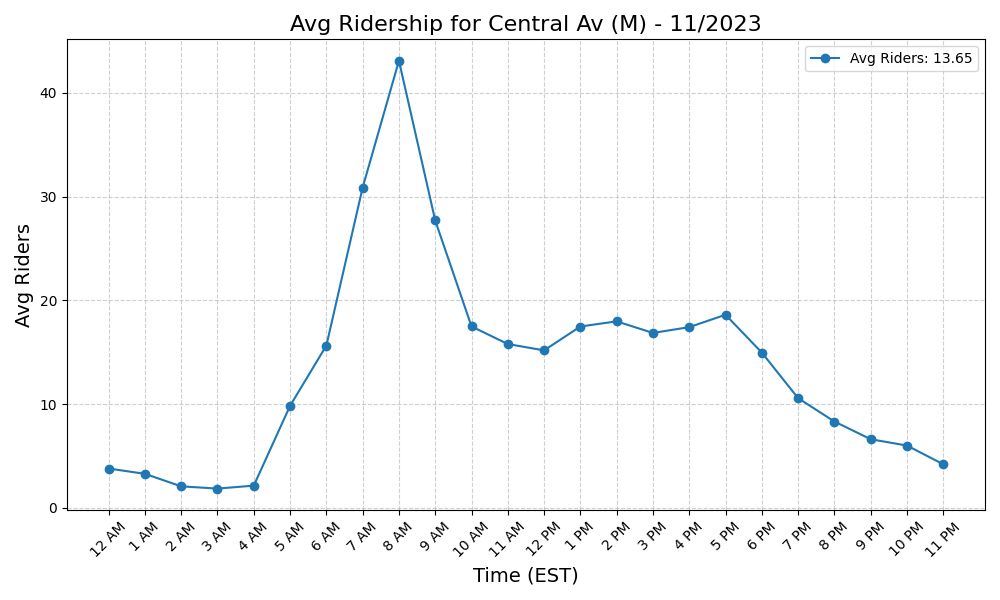 Avg Ridership for Central Av (M) - 11/2023
Avg Riders: 13.65
Avg Riders
40
30
20
10
0
12 AM 1 AM 2 AM 3 AM 4 AM 5 AM 6 AM 7 AM 8 AM 9 AM 10 AM 11 AM 12 PM 1 PM 2 PM 3 PM 4 PM 5 PM 6 PM 7 PM 8 PM 9 PM 10 PM 11 PM
Time (EST)